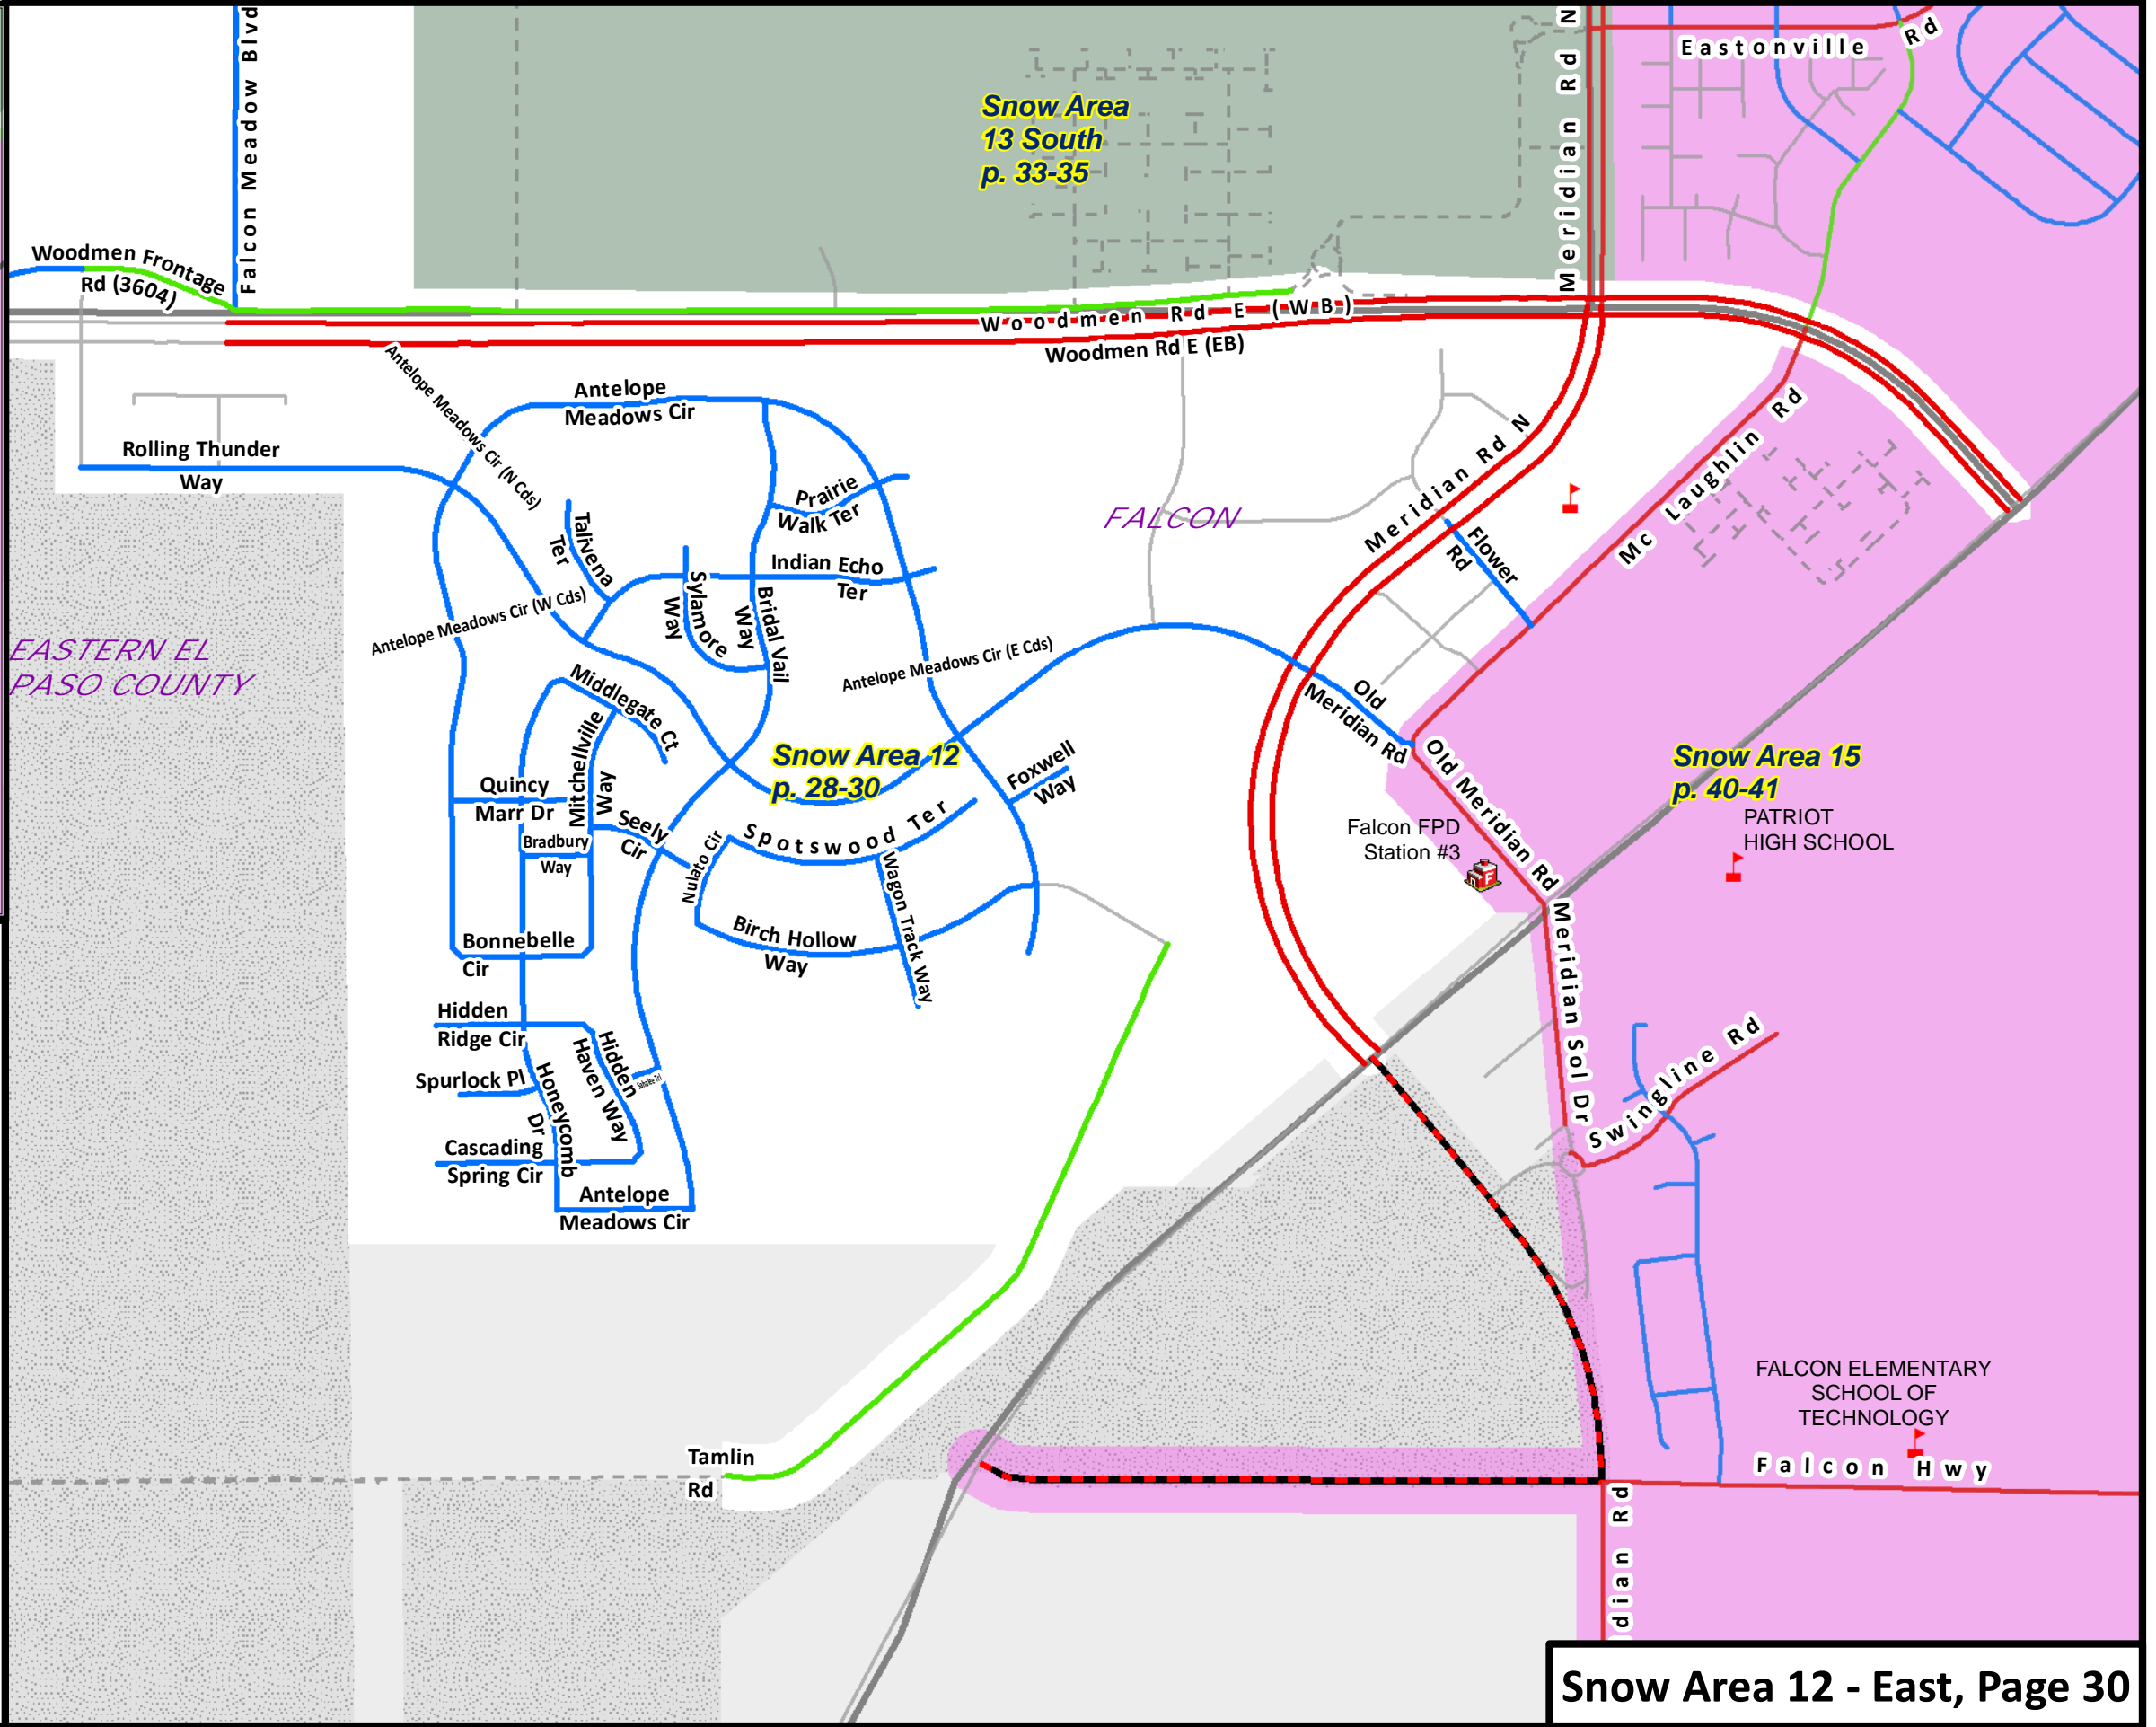 Falcon Meadow Blvd
Meridian Rd N
Eastonville Rd
Snow Area
13 South
p. 33-35
Woodmen Frontage
Rd (3604)
Woodmen Rd E (WB)
Woodmen Rd E (EB)
Antelope Meadows Cir (N Cds)
Antelope
Meadows Cir
Rolling Thunder
Way
Prairie
Walk Ter
Talivena
Ter
FALCON
Meridian Rd N
Mc Laughlin Rd
Flower
Rd
Indian Echo
Ter
Sylamore
Way
Bridal Vail
Way
Antelope Meadows Cir (W Cds)
Antelope Meadows Cir (E Cds)
EASTERN EL
PASO COUNTY
Middlegate Ct
Old
Meridian Rd
Mitchellville
Way
Snow Area 12
p. 28-30
Foxwell
Way
Old Meridian Rd
Snow Area 15
p. 40-41
PATRIOT
HIGH SCHOOL
Quincy
Marr Dr
Bradbury
Way
Seely
Cir
Nulato Cir
Spotswood Ter
Wagon Track Way
Falcon FPD
Station #3
Birch Hollow
Way
Bonnebelle
Cir
Meridian Sol Dr
Hidden
Ridge Cir
Hidden
Haven Way
Spurlock Pl
Honeycomb
Dr
Swingline Rd
Cascading
Spring Cir
Antelope
Meadows Cir
FALCON ELEMENTARY
SCHOOL OF
TECHNOLOGY
Tamlin
Rd
Falcon Hwy
dian Rd
Snow Area 12 - East, Page 30